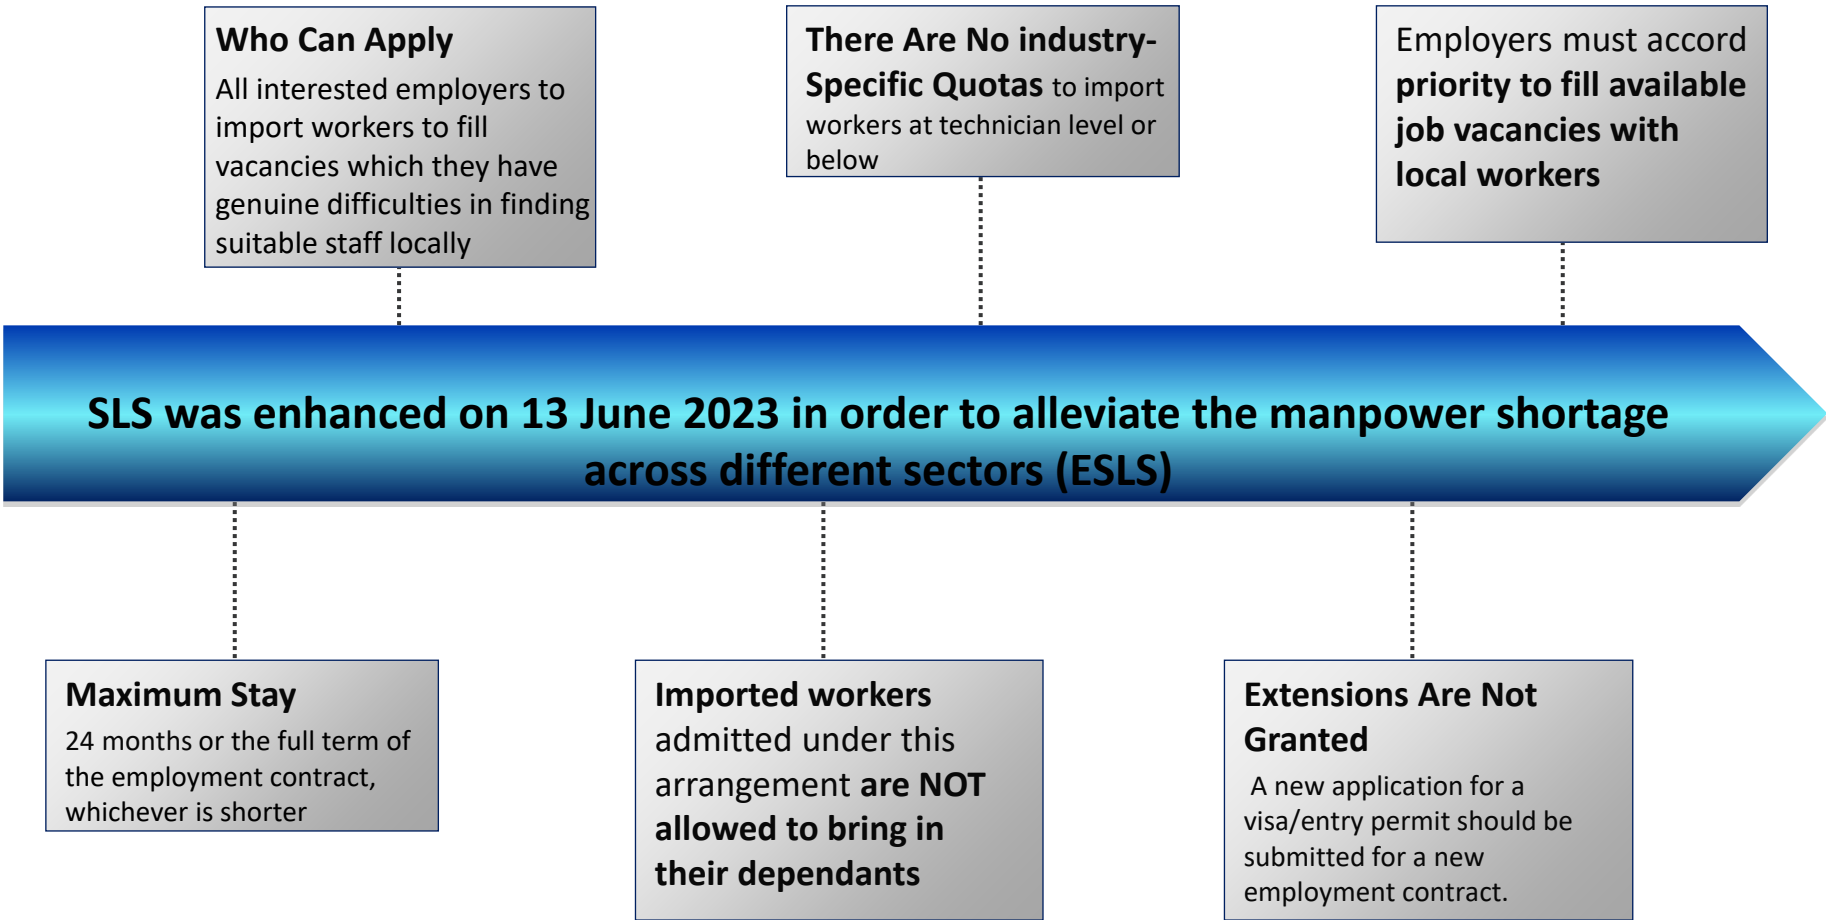 Who Can Apply
All interested employers to
import workers to fill
vacancies which they have
genuine difficulties in finding
suitable staff locally
There Are No industry-
Specific Quotas to import
workers at technician level or
below
Employers must accord
priority to fill available
job vacancies with
local workers
SLS was enhanced on 13 June 2023 in order to alleviate the manpower shortage
across different sectors (ESLS)
Maximum Stay
24 months or the full term of
the employment contract,
whichever is shorter
Imported workers
admitted under this
arrangement are NOT
allowed to bring in
their dependants
Extensions Are Not
Granted
A new application for a
visa/entry permit should be
submitted for a new
employment contract.